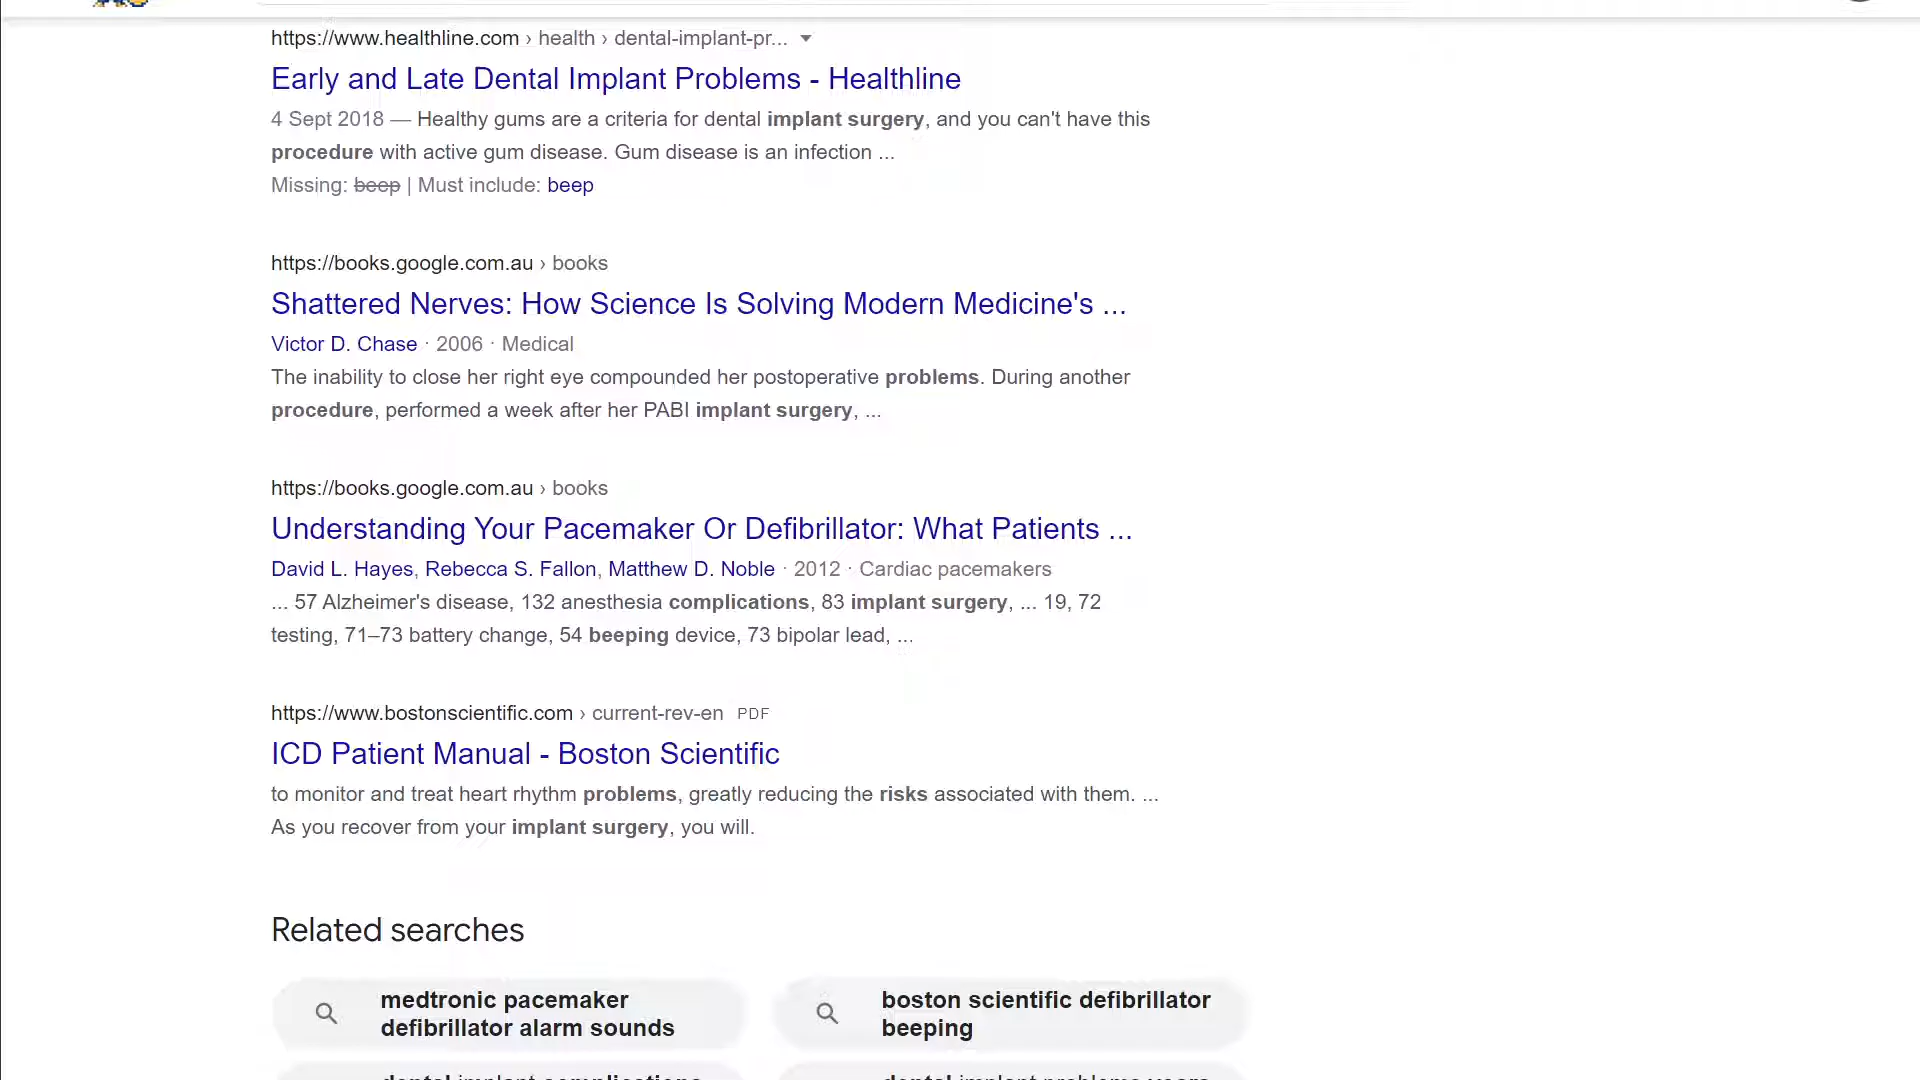 https://www.healthline.com › health › dental-implant-pr...
Early and Late Dental Implant Problems - Healthline
4 Sept 2018 — Healthy gums are a criteria for dental implant surgery, and you can't have this
procedure with active gum disease. Gum disease is an infection ...
Missing: beep | Must include: beep
https://books.google.com.au › books
Shattered Nerves: How Science Is Solving Modern Medicine's ...
Victor D. Chase · 2006 · Medical
The inability to close her right eye compounded her postoperative problems. During another
procedure, performed a week after her PABI implant surgery, ...
https://books.google.com.au › books
Understanding Your Pacemaker Or Defibrillator: What Patients ...
David L. Hayes, Rebecca S. Fallon, Matthew D. Noble · 2012 · Cardiac pacemakers
... 57 Alzheimer's disease, 132 anesthesia complications, 83 implant surgery, ... 19, 72
testing, 71–73 battery change, 54 beeping device, 73 bipolar lead, ...
https://www.bostonscientific.com › current-rev-en PDF
ICD Patient Manual - Boston Scientific
to monitor and treat heart rhythm problems, greatly reducing the risks associated with them. ...
As you recover from your implant surgery, you will.
Related searches
medtronic pacemaker
defibrillator alarm sounds
boston scientific defibrillator
beeping
dental implant complications
dental implant problems years